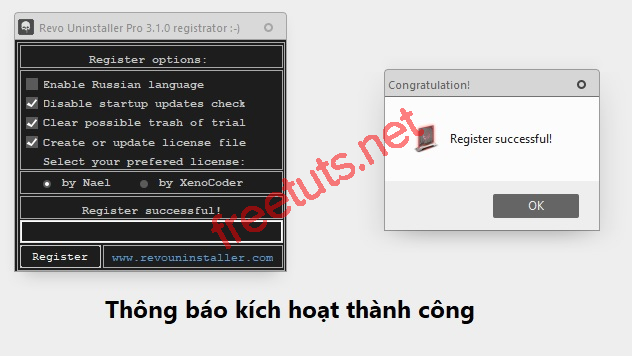 Revo Uninstaller Pro 3.1.0 registrator :-)
Register options:
Enable Russian language
Disable startup updates check
Clear possible trash of trial
Create or update license file
Select your prefered license:
by Nael
by XenoCoder
Register successful!
Register
www.revouninstaller.com
Congratulation!
Register successful!
OK
freetuts.net
Thông báo kích hoạt thành công